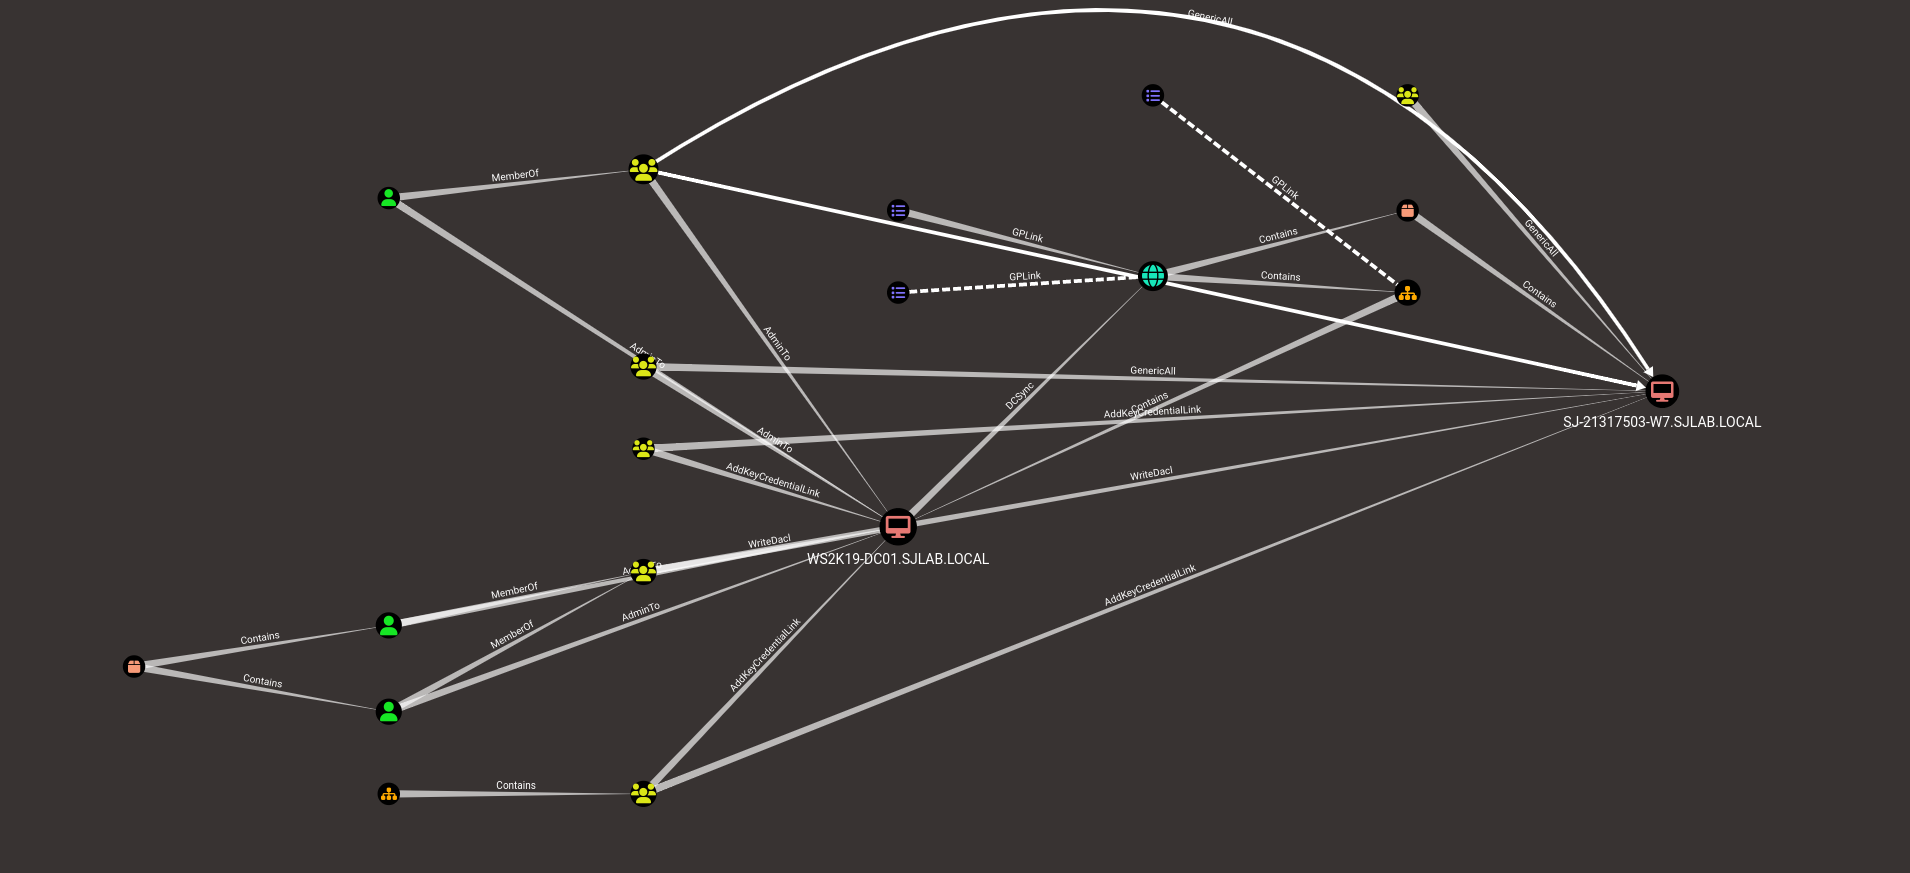 GenericAll
MemberOf
GPLink
GPLink
GPLink
Contains
Contains
GenericAll
Contains
AdminTo
AdminTo
GenericAll
DCSync
Contains
AddKeyCredentialLink
SJ-21317503-W7.SJLAB.LOCAL
AdminTo
AddKeyCredentialLink
WriteDacl
WriteDacl
WS2K19-DC01.SJLAB.LOCAL
MemberOf
AdminTo
MemberOf
Contains
Contains
AddKeyCredentialLink
AddKeyCredentialLink
Contains